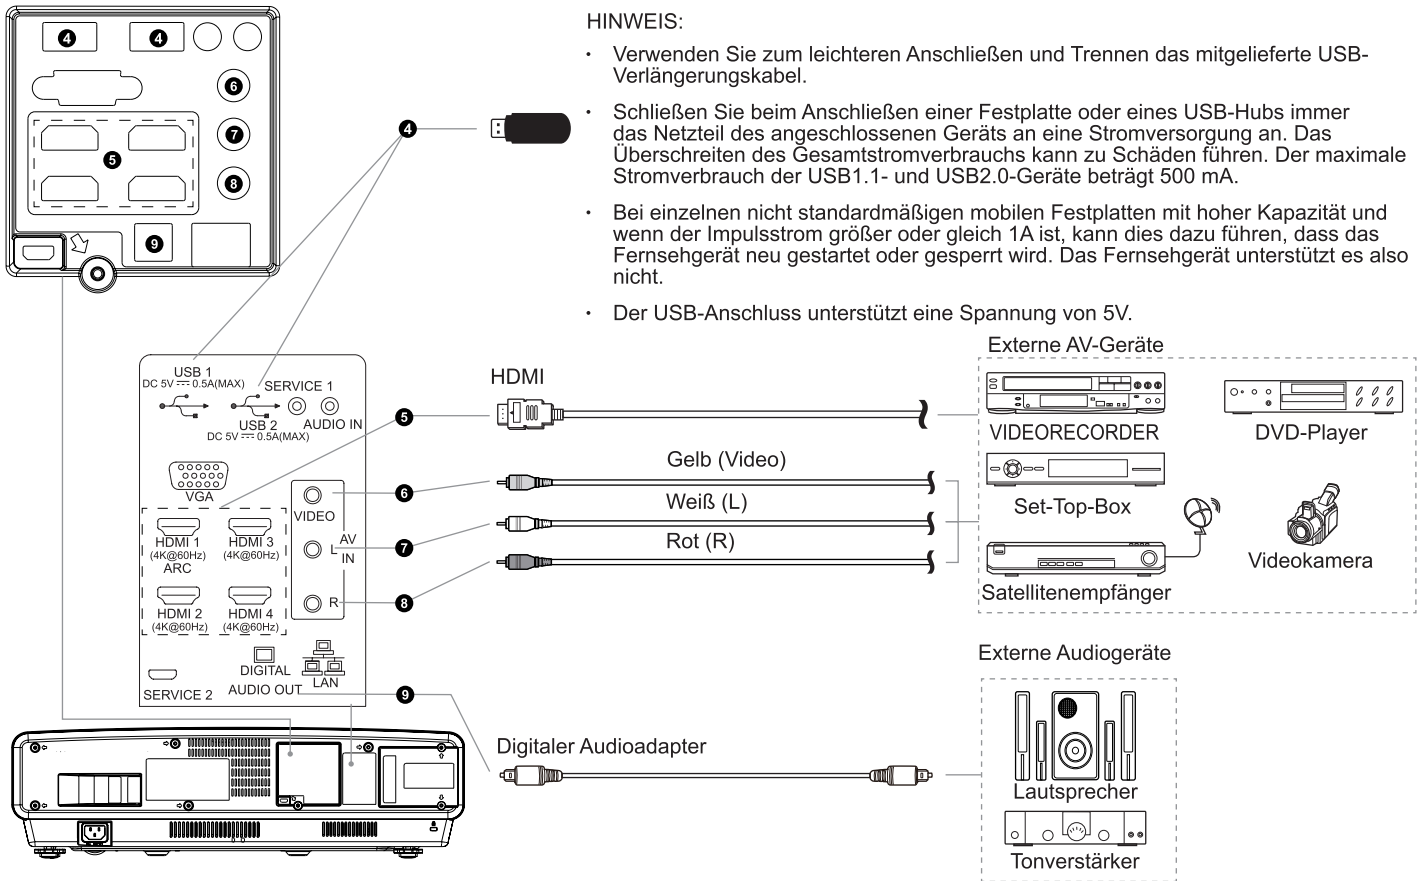 HINWEIS:
• Verwenden Sie zum leichteren Anschließen und Trennen das mitgelieferte USB-
Verlängerungskabel.
• Schließen Sie beim Anschließen einer Festplatte oder eines USB-Hubs immer
das Netzteil des angeschlossenen Geräts an eine Stromversorgung an. Das
Überschreiten des Gesamtstromverbrauchs kann zu Schäden führen. Der maximale
Stromverbrauch der USB1.1- und USB2.0-Geräte beträgt 500 mA.
• Bei einzelnen nicht standardmäßigen mobilen Festplatten mit hoher Kapazität und
wenn der Impulsstrom größer oder gleich 1A ist, kann dies dazu führen, dass das
Fernsehgerät neu gestartet oder gesperrt wird. Das Fernsehgerät unterstützt es also
nicht.
• Der USB-Anschluss unterstützt eine Spannung von 5V.
4
4
6
7
5
8
9
4
USB 1
DC 5V ⎓ 0.5A(MAX)
SERVICE 1
AUDIO IN
USB 2
DC 5V ⎓ 0.5A(MAX)
VGA
VIDEO
HDMI 1
(4K@60Hz)
ARC
HDMI 3
(4K@60Hz)
L
AV
IN
HDMI 2
(4K@60Hz)
HDMI 4
(4K@60Hz)
R
DIGITAL
AUDIO OUT
LAN
SERVICE 2
5
HDMI
6
Gelb (Video)
7
Weiß (L)
8
Rot (R)
9
Digitaler Audioadapter
Externe AV-Geräte
VIDEORECORDER
DVD-Player
Set-Top-Box
Videokamera
Satellitenempfänger
Externe Audiogeräte
Lautsprecher
Tonverstärker